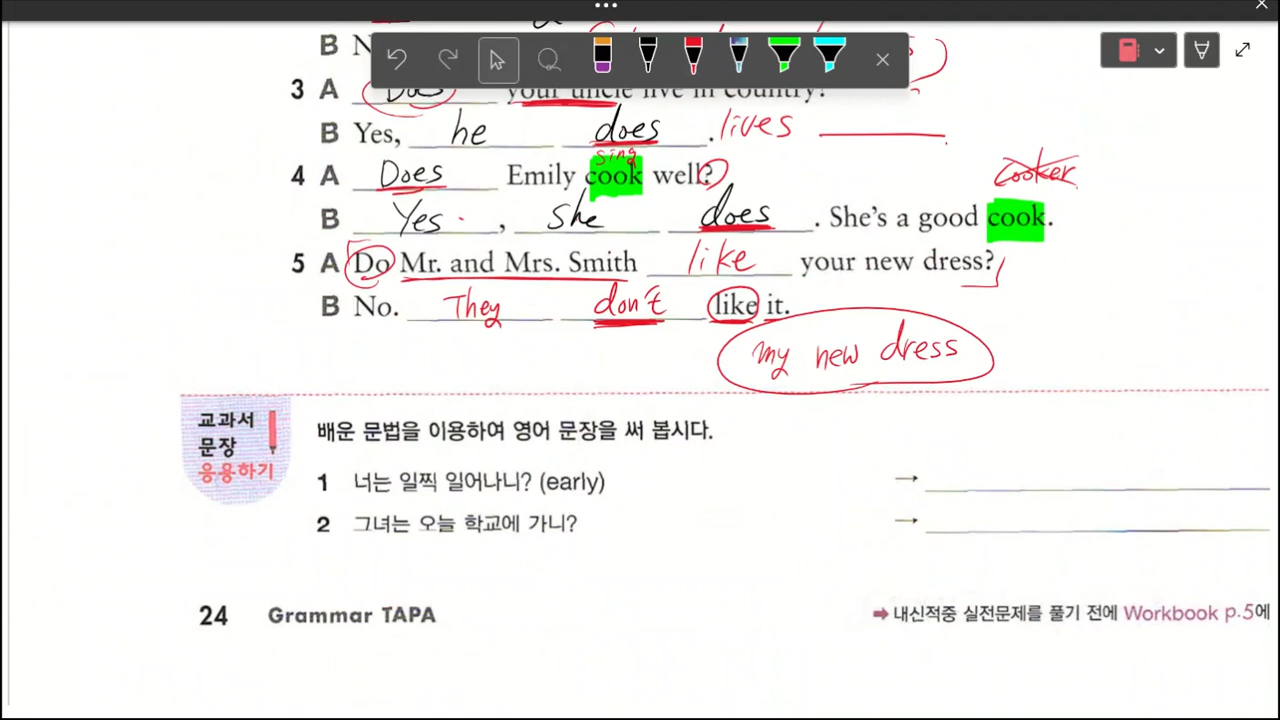 B N
3 A Does your uncle live in country?
B Yes, he does. lives
sing
4 A Does Emily cook well?
cooker
B Yes, she does. She's a good cook.
5 A Do Mr. and Mrs. Smith like your new dress?
B No. They don't like it.
my new dress
교과서
문장
응용하기
배운 문법을 이용하여 영어 문장을 써 봅시다.
1 너는 일찍 일어나니? (early) →
2 그녀는 오늘 학교에 가니? →
24 Grammar TAPA
➡ 내신적중 실전문제를 풀기 전에 Workbook p.5에